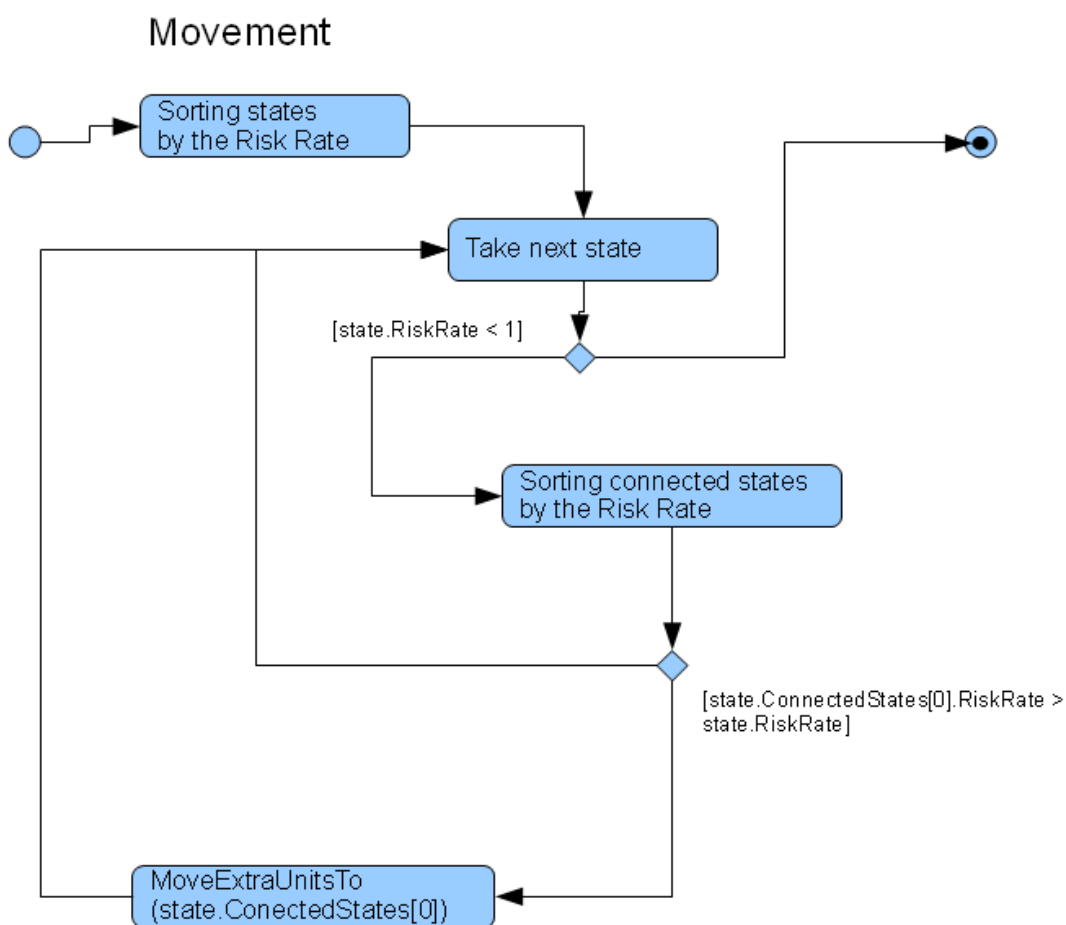 Movement
Sorting states
by the Risk Rate
Take next state
[state.RiskRate < 1]
Sorting connected states
by the Risk Rate
[state.ConnectedStates[0].RiskRate >
state.RiskRate]
MoveExtraUnitsTo
(state.ConectedStates[0])